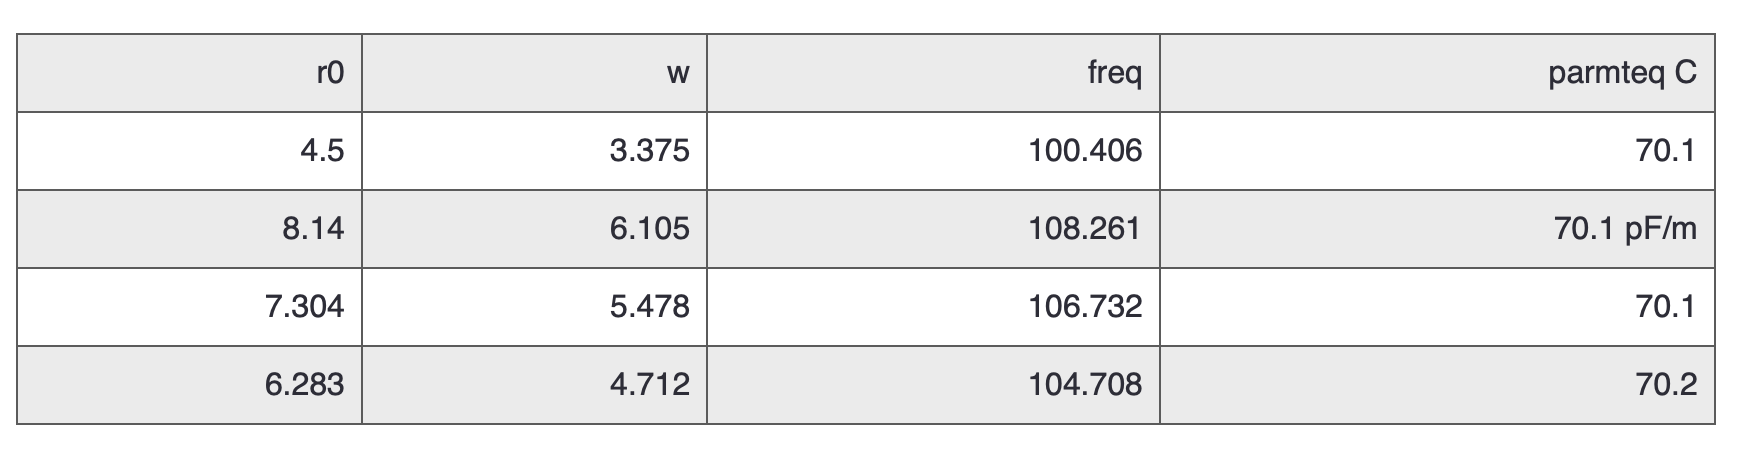 r0 w freq parmteq C
4.5 3.375 100.406 70.1
8.14 6.105 108.261 70.1 pF/m
7.304 5.478 106.732 70.1
6.283 4.712 104.708 70.2